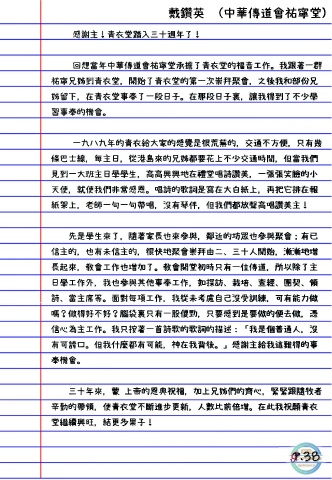 戴鑽英 （中華傳道會祐寧堂）
感謝主！青衣堂踏入三十週年了！
回想當年中華傳道會祐寧堂承擔了青衣堂的福音工作。我跟著一群
祐寧兄姊到青衣堂，開始了青衣堂的第一次崇拜聚會，之後我和部份兄
姊留下，在青衣堂事奉了一段日子。在那段日子裏，讓我得到了不少學
習事奉的機會。
一九八九年的青衣給大家的感覺是很荒蕪的，交通不方便，只有幾
條巴士線，每主日，從港島來的兄姊都要花上不少交通時間，但當我們
見到一大班主日學學生，高高興興地在禮堂唱詩讚美，一張張笑臉的小
天使，就使我們非常感恩。唱詩的歌詞是寫在大白紙上，再把它掛在報
紙架上，老師一句一句帶唱，沒有琴伴，但我們都放聲高唱讚美主！
先是學生來了，隨著家長也來參與，鄰近的坊眾也參與聚會；有已
信主的，也有未信主的，很快地聚會崇拜由二、三十人開始，漸漸地增
長起來，教會工作也增加了。教會開堂初時只有一位傳道，所以除了主
日學工作外，我也參與其他事奉工作，如探訪、栽培、查經、團契、領
詩、當主席等。面對每項工作，我從未考慮自己沒受訓練，可有能力做
嗎？做得好不好？腦袋裏只有一股傻勁，只要想到是要做的便去做，憑
信心為主工作。我只按著一首詩歌的歌詞的描述：「我是個普通人，沒
有可誇口。但我什麼都有可能，神在我背後。」感謝主給我這難得的事
奉機會。
三十年來，蒙 上帝的恩典祝福，加上兄姊們的齊心，緊緊跟隨牧者
辛勤的帶領，使青衣堂不斷進步更新，人數比前倍增。在此我祝願青衣
堂繼續興旺，結更多果子！
P.38